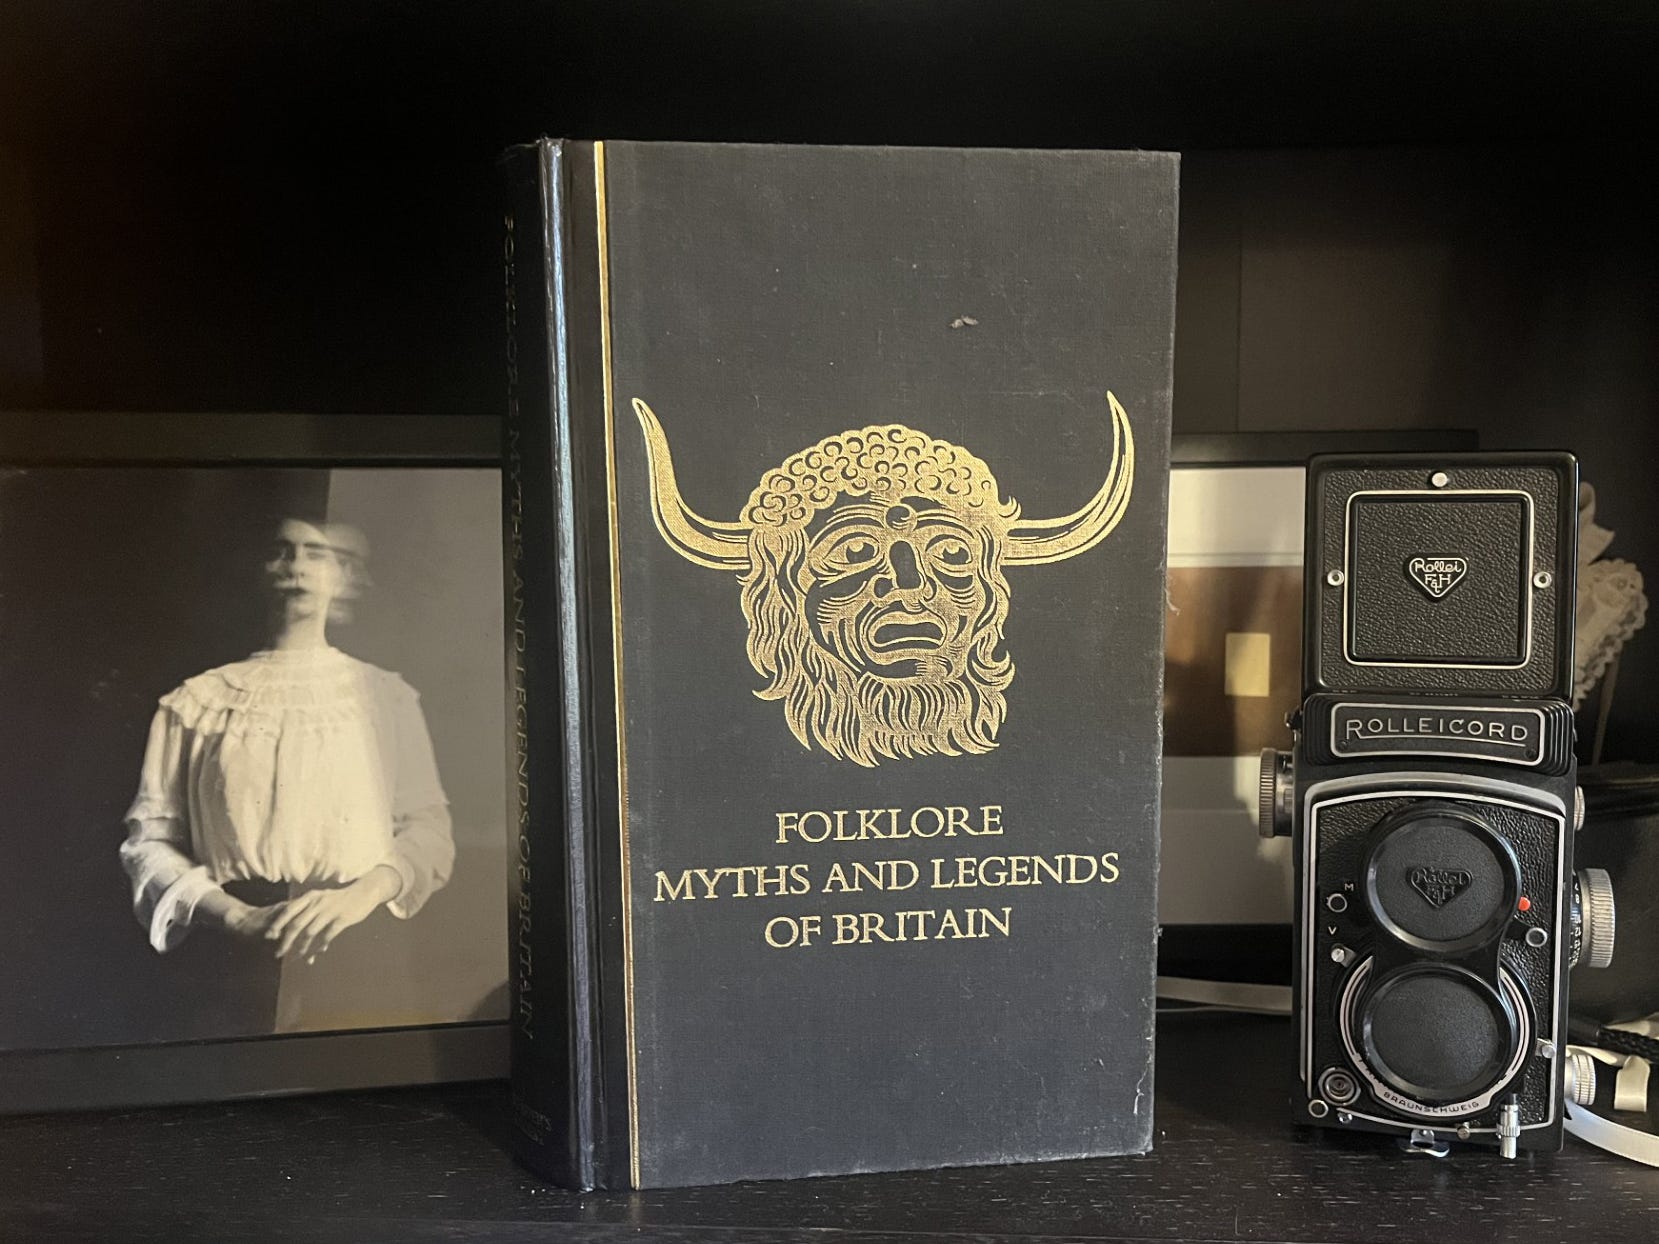 FOLKLORE MYTHS AND LEGENDS OF BRITAIN
FOLKLORE
MYTHS AND LEGENDS
OF BRITAIN
Rollei
F&H
ROLLEICORD
Rollei
F&H
M
V
BRAUNSCHWEIG